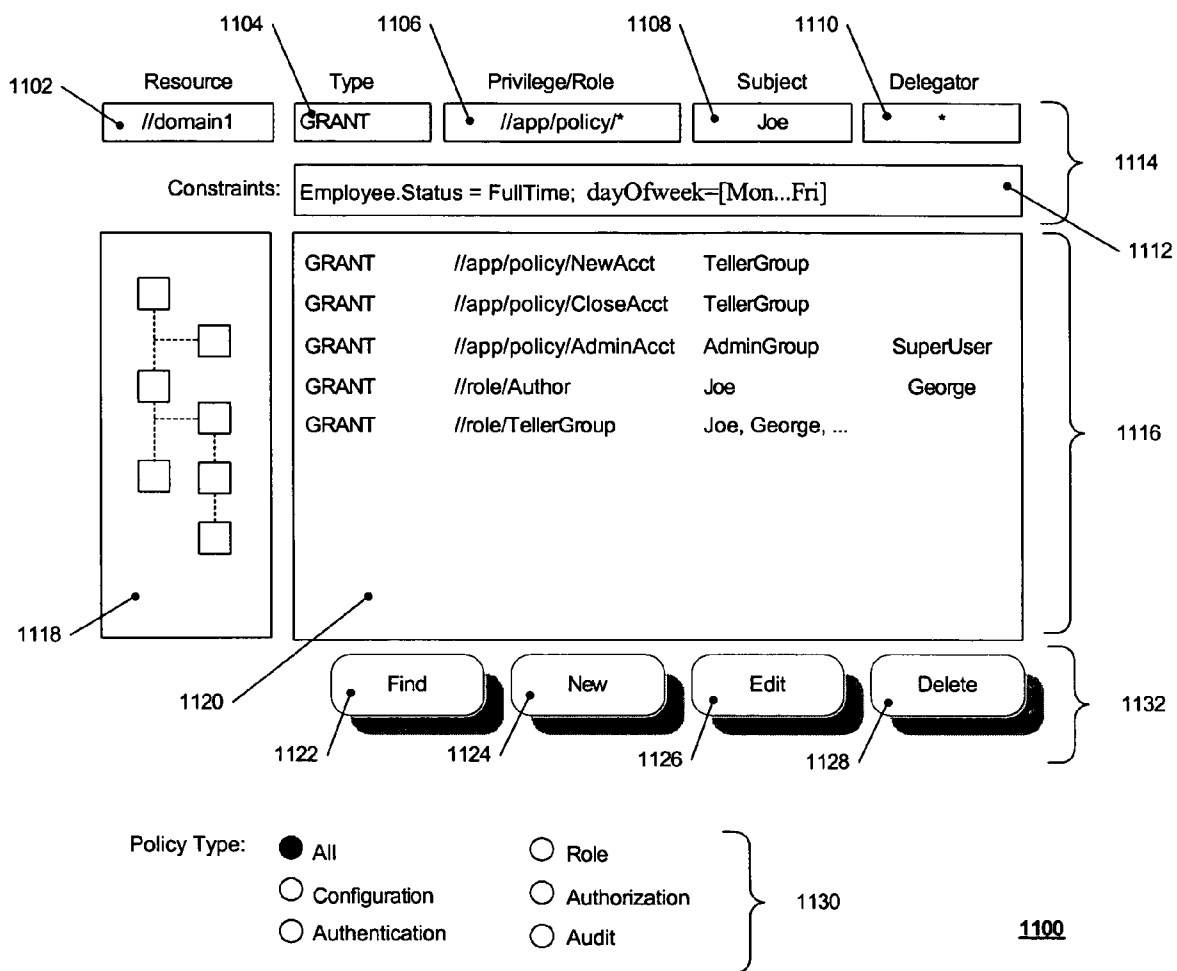 1104 1106 1108 1110
1102 Resource Type Privilege/Role Subject Delegator
//domain1 GRANT //app/policy/* Joe *
1114
Constraints: Employee.Status = FullTime; dayOfweek=[Mon...Fri]
1112
GRANT //app/policy/NewAcct TellerGroup
GRANT //app/policy/CloseAcct TellerGroup
GRANT //app/policy/AdminAcct AdminGroup SuperUser
GRANT //role/Author Joe George
GRANT //role/TellerGroup Joe, George, ...
1116
1118
1120
Find New Edit Delete
1132
1122 1124 1126 1128
Policy Type: All Role
Configuration Authorization
1130
Authentication Audit
1100